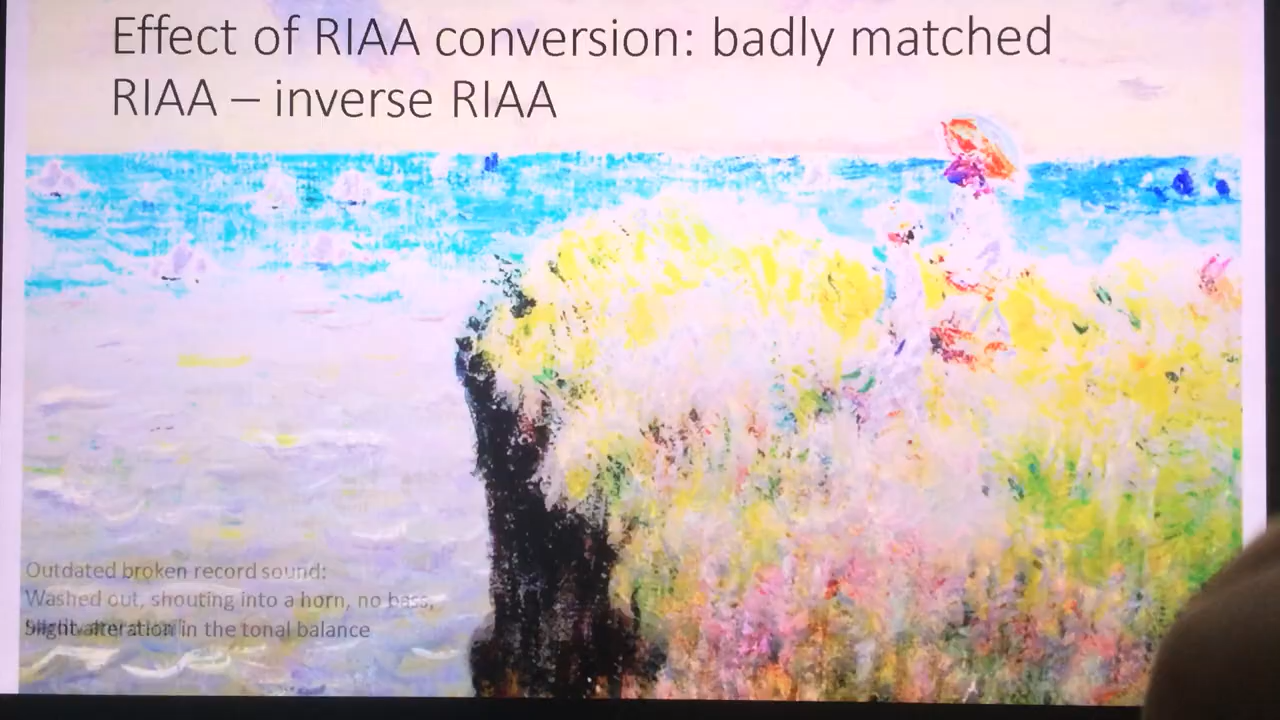 Effect of RIAA conversion: badly matched
RIAA – inverse RIAA
Outdated broken record sound:
Washed out, shouting into a horn, no bass,
Slight alteration in the tonal balance